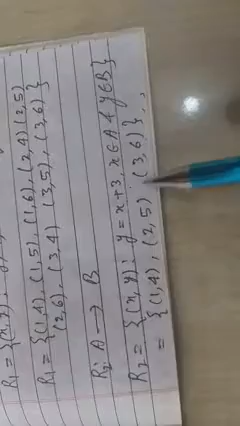 R₁ = {(1,4), (1,5), (1,6), (2,4) (2,5)
(2,6), (3,4) (3,5), (3,6)}
R₂: A → B
R₂ = {(x,y): y = x+3, x∈A & y∈B}
= {(1,4), (2,5) (3,6)}